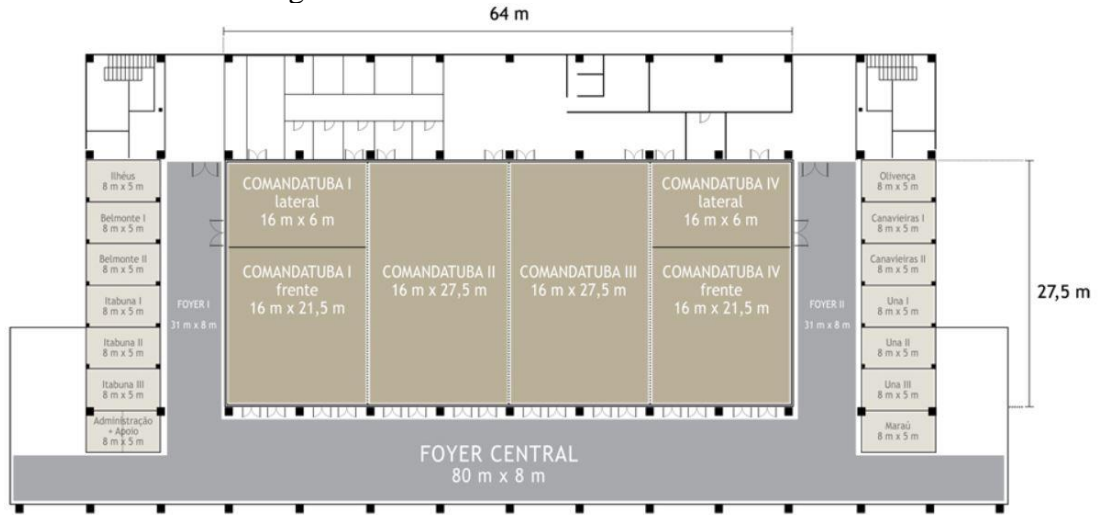 64 m
Ilhéus
8 m x 5 m
Belmonte I
8 m x 5 m
Belmonte II
8 m x 5 m
Itabuna I
8 m x 5 m
Itabuna II
8 m x 5 m
Itabuna III
8 m x 5 m
Administração
+ Apoio
8 m x 5 m
FOYER I
31 m x 8 m
COMANDATUBA I
lateral
16 m x 6 m
COMANDATUBA I
frente
16 m x 21,5 m
COMANDATUBA II
16 m x 27,5 m
COMANDATUBA III
16 m x 27,5 m
COMANDATUBA IV
lateral
16 m x 6 m
COMANDATUBA IV
frente
16 m x 21,5 m
FOYER II
31 m x 8 m
Olivença
8 m x 5 m
Canavieiras I
8 m x 5 m
Canavieiras II
8 m x 5 m
Una I
8 m x 5 m
Una II
8 m x 5 m
Una III
8 m x 5 m
Maraú
8 m x 5 m
27,5 m
FOYER CENTRAL
80 m x 8 m